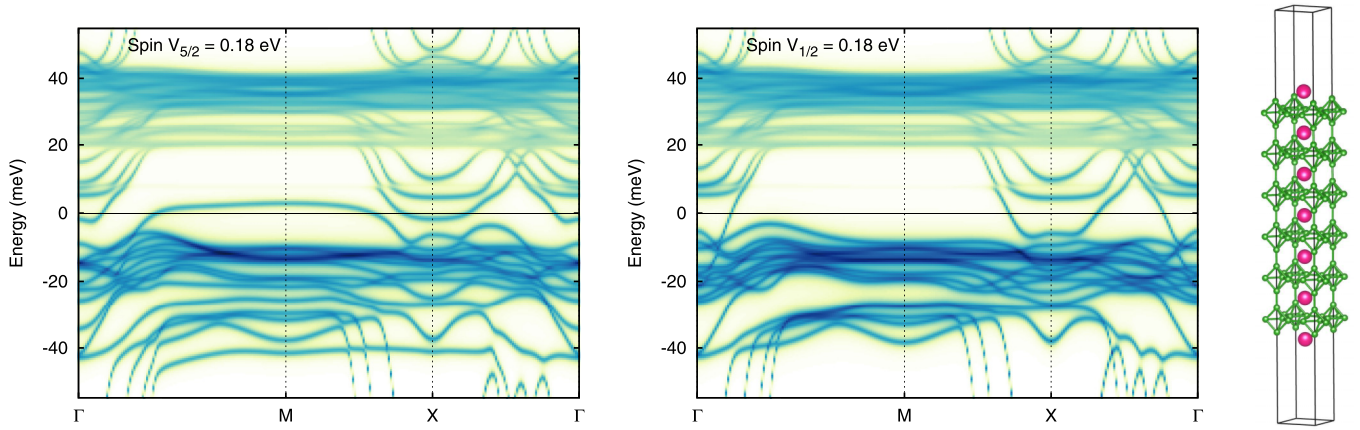 Spin V5/2 = 0.18 eV
Energy (meV)
40
20
0
-20
-40
Γ
M
X
Γ
Spin V1/2 = 0.18 eV
Energy (meV)
40
20
0
-20
-40
Γ
M
X
Γ